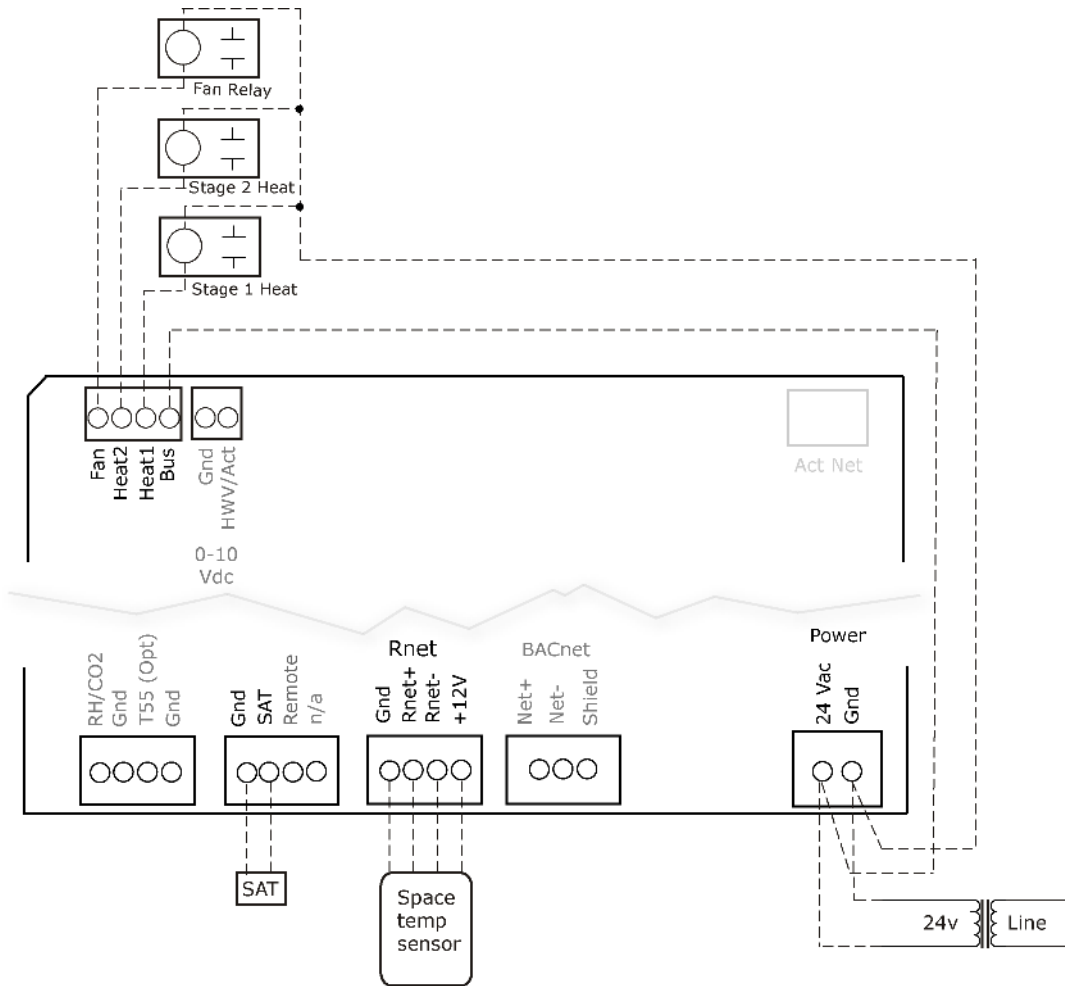 Fan Relay
Stage 2 Heat
Stage 1 Heat
Fan
Heat2
Heat1
Bus
Gnd
HWV/Act
0-10
Vdc
Act Net
RH/CO2
Gnd
T55 (Opt)
Gnd
Gnd
SAT
Remote
n/a
Rnet
Gnd
Rnet+
Rnet-
+12V
BACnet
Net+
Net-
Shield
Power
24 Vac
Gnd
SAT
Space
temp
sensor
24v
Line